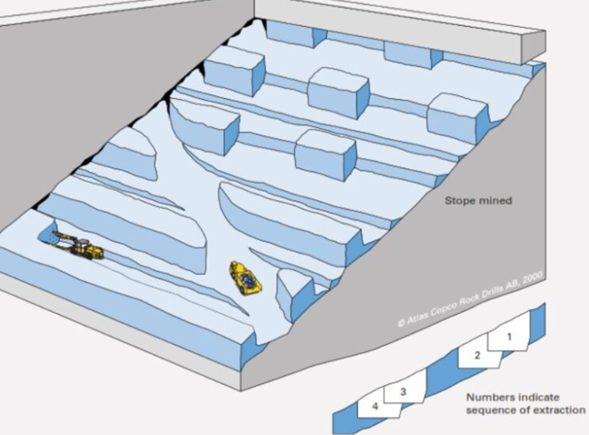 Stope mined
© Atlas Copco Rock Drills AB, 2000
1
2
3
4
Numbers indicate
sequence of extraction